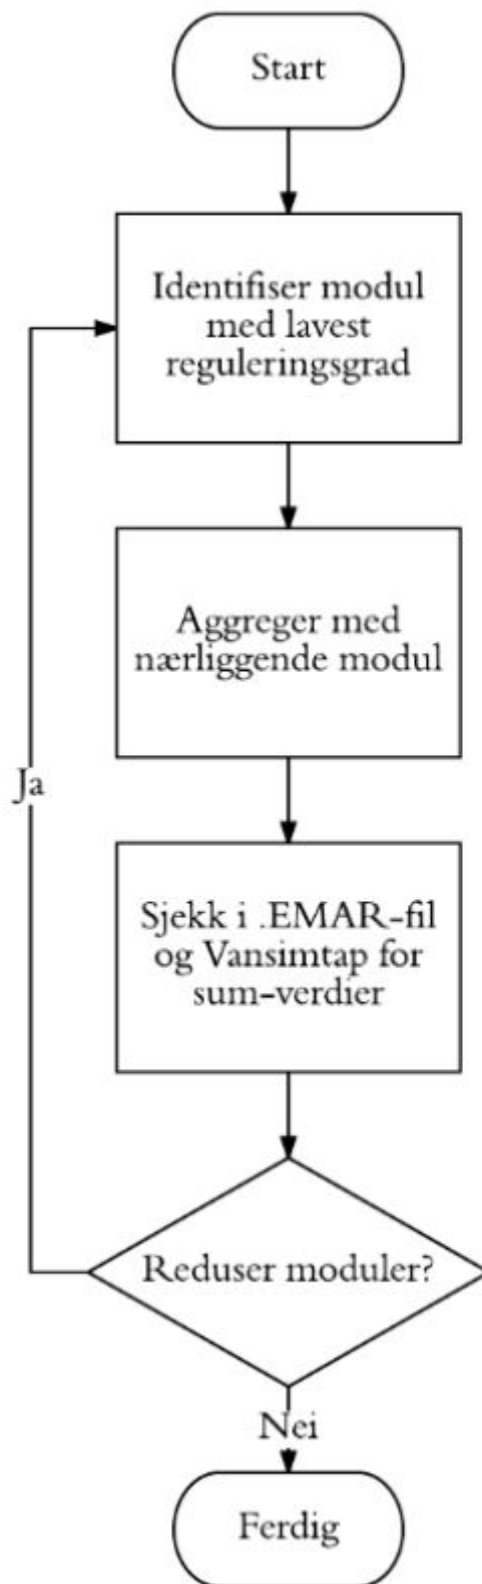 Start
Identifiser modul
med lavest
reguleringsgrad
Aggreger med
nærliggende modul
Ja
Sjekk i .EMAR-fil
og Vansimtap for
sum-verdier
Reduser moduler?
Nei
Ferdig